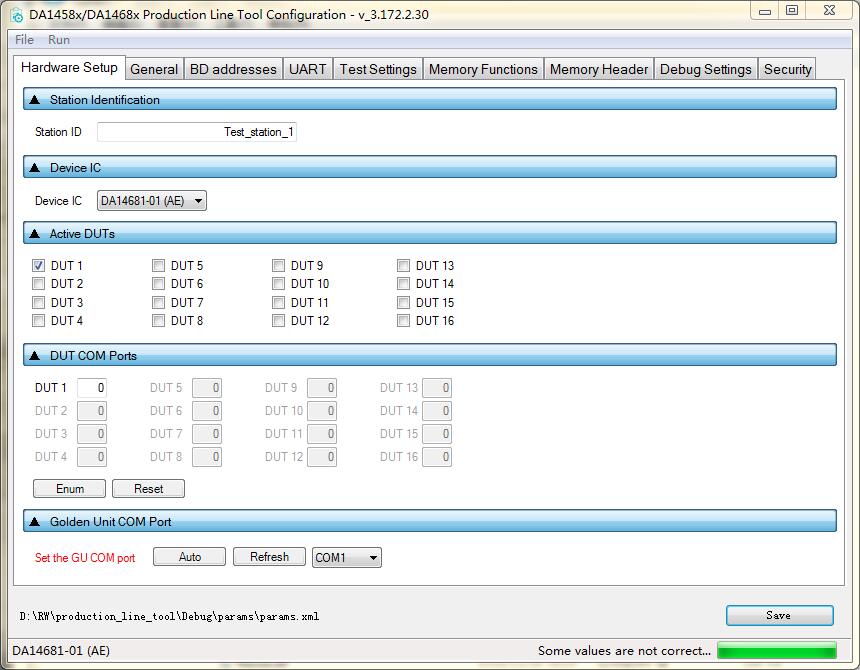 DA1458x/DA1468x Production Line Tool Configuration - v_3.172.2.30
File Run
Hardware Setup General BD addresses UART Test Settings Memory Functions Memory Header Debug Settings Security
Station Identification
Station ID Test_station_1
Device IC
Device IC DA14681-01 (AE)
Active DUTs
DUT 1 DUT 5 DUT 9 DUT 13
DUT 2 DUT 6 DUT 10 DUT 14
DUT 3 DUT 7 DUT 11 DUT 15
DUT 4 DUT 8 DUT 12 DUT 16
DUT COM Ports
DUT 1 0 DUT 5 0 DUT 9 0 DUT 13 0
DUT 2 0 DUT 6 0 DUT 10 0 DUT 14 0
DUT 3 0 DUT 7 0 DUT 11 0 DUT 15 0
DUT 4 0 DUT 8 0 DUT 12 0 DUT 16 0
Enum Reset
Golden Unit COM Port
Set the GU COM port Auto Refresh COM1
D:\RW\production_line_tool\Debug\params\params.xml Save
DA14681-01 (AE) Some values are not correct...